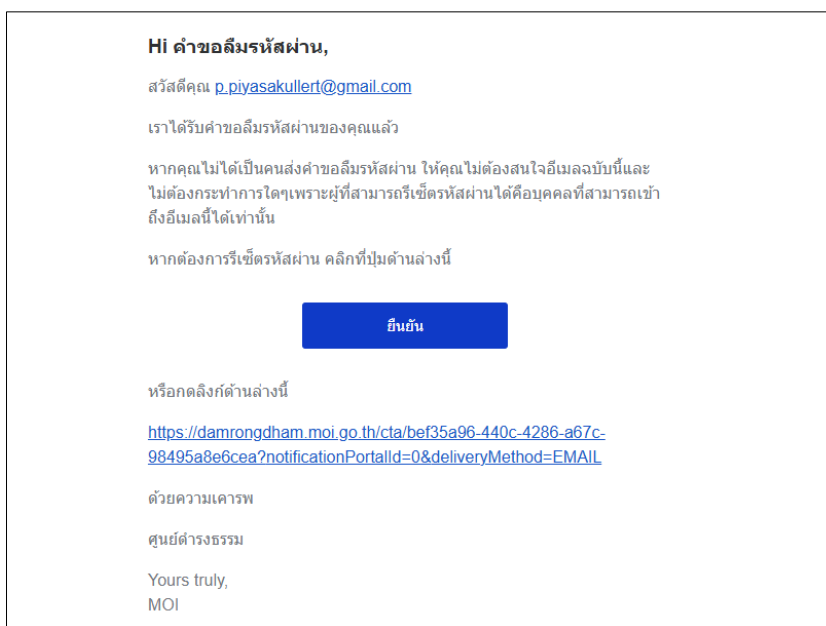 Hi คำขอลืมรหัสผ่าน,
สวัสดีคุณ p.piyasakullert@gmail.com
เราได้รับคำขอลืมรหัสผ่านของคุณแล้ว
หากคุณไม่ได้เป็นคนส่งคำขอลืมรหัสผ่าน ให้คุณไม่ต้องสนใจอีเมลฉบับนี้และ
ไม่ต้องกระทำการใดๆเพราะผู้ที่สามารถรีเซ็ตรหัสผ่านได้คือบุคคลที่สามารถเข้า
ถึงอีเมลนี้ได้เท่านั้น
หากต้องการรีเซ็ตรหัสผ่าน คลิกที่ปุ่มด้านล่างนี้
ยืนยัน
หรือกดลิงก์ด้านล่างนี้
https://damrongdham.moi.go.th/cta/bef35a96-440c-4286-a67c-
98495a8e6cea?notificationPortalId=0&deliveryMethod=EMAIL
ด้วยความเคารพ
ศูนย์ดำรงธรรม
Yours truly,
MOI